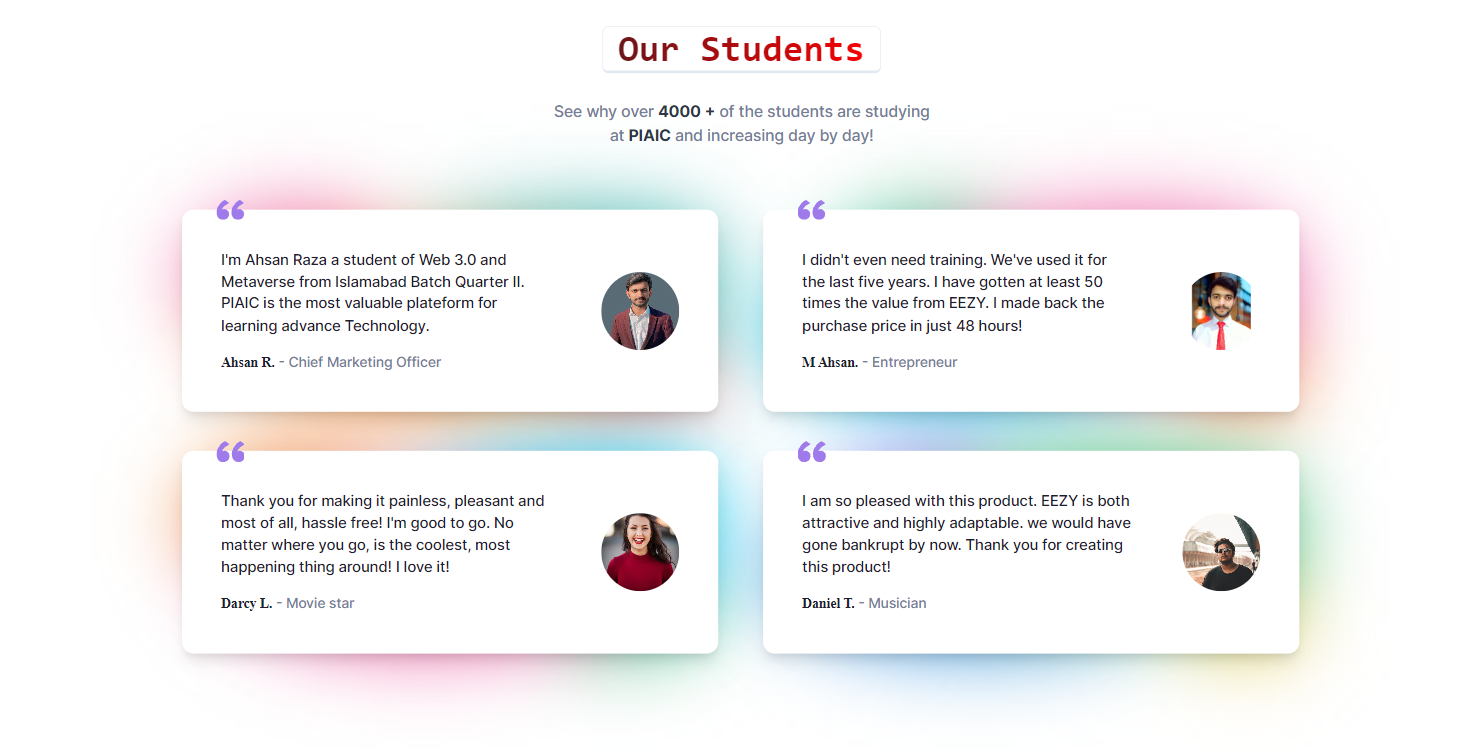 Our Students
See why over 4000 + of the students are studying
at PIAIC and increasing day by day!
I'm Ahsan Raza a student of Web 3.0 and
Metaverse from Islamabad Batch Quarter II.
PIAIC is the most valuable plateform for
learning advance Technology.
Ahsan R. - Chief Marketing Officer
I didn't even need training. We've used it for
the last five years. I have gotten at least 50
times the value from EEZY. I made back the
purchase price in just 48 hours!
M Ahsan. - Entrepreneur
Thank you for making it painless, pleasant and
most of all, hassle free! I'm good to go. No
matter where you go, is the coolest, most
happening thing around! I love it!
Darcy L. - Movie star
I am so pleased with this product. EEZY is both
attractive and highly adaptable. we would have
gone bankrupt by now. Thank you for creating
this product!
Daniel T. - Musician